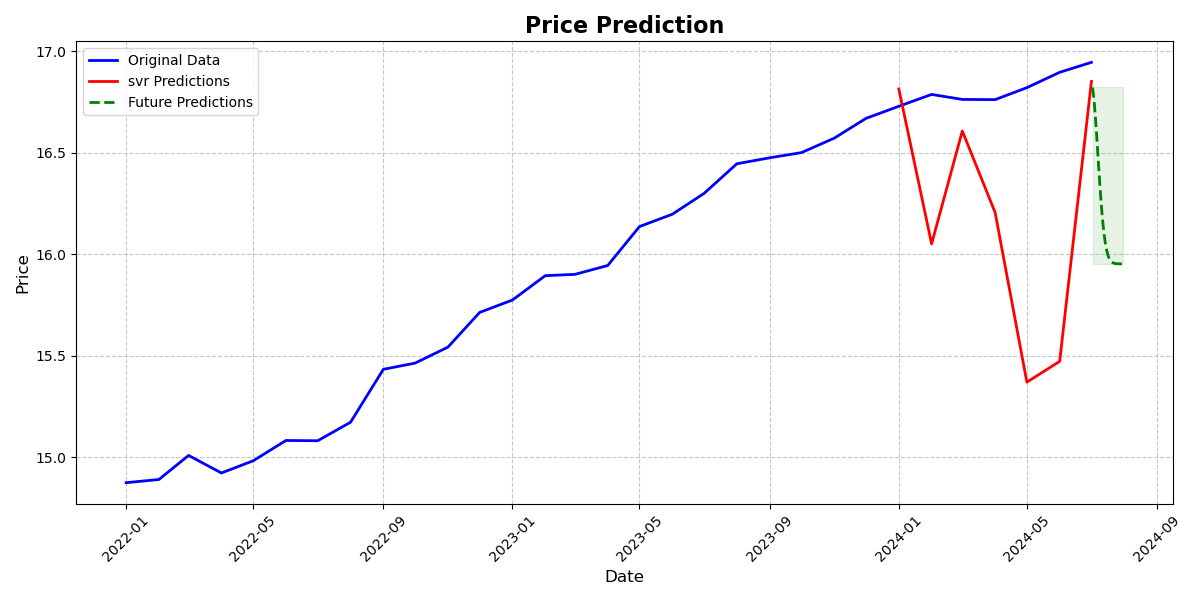 Price Prediction
Original Data
svr Predictions
Future Predictions
17.0
16.5
16.0
15.5
15.0
Price
2022-01
2022-05
2022-09
2023-01
2023-05
2023-09
2024-01
2024-05
2024-09
Date